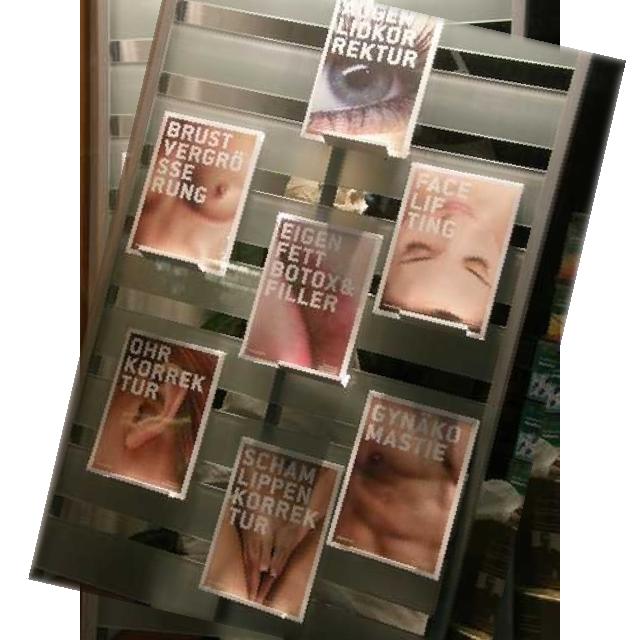 AUGEN
LIDKOR
REKTUR
BRUST
VERGRÖ
SSE
RUNG
FACE
LIF
TING
EIGEN
FETT
BOTOX&
FILLER
OHR
KORREK
TUR
GYNÄKO
MASTIE
SCHAM
LIPPEN
KORREK
TUR